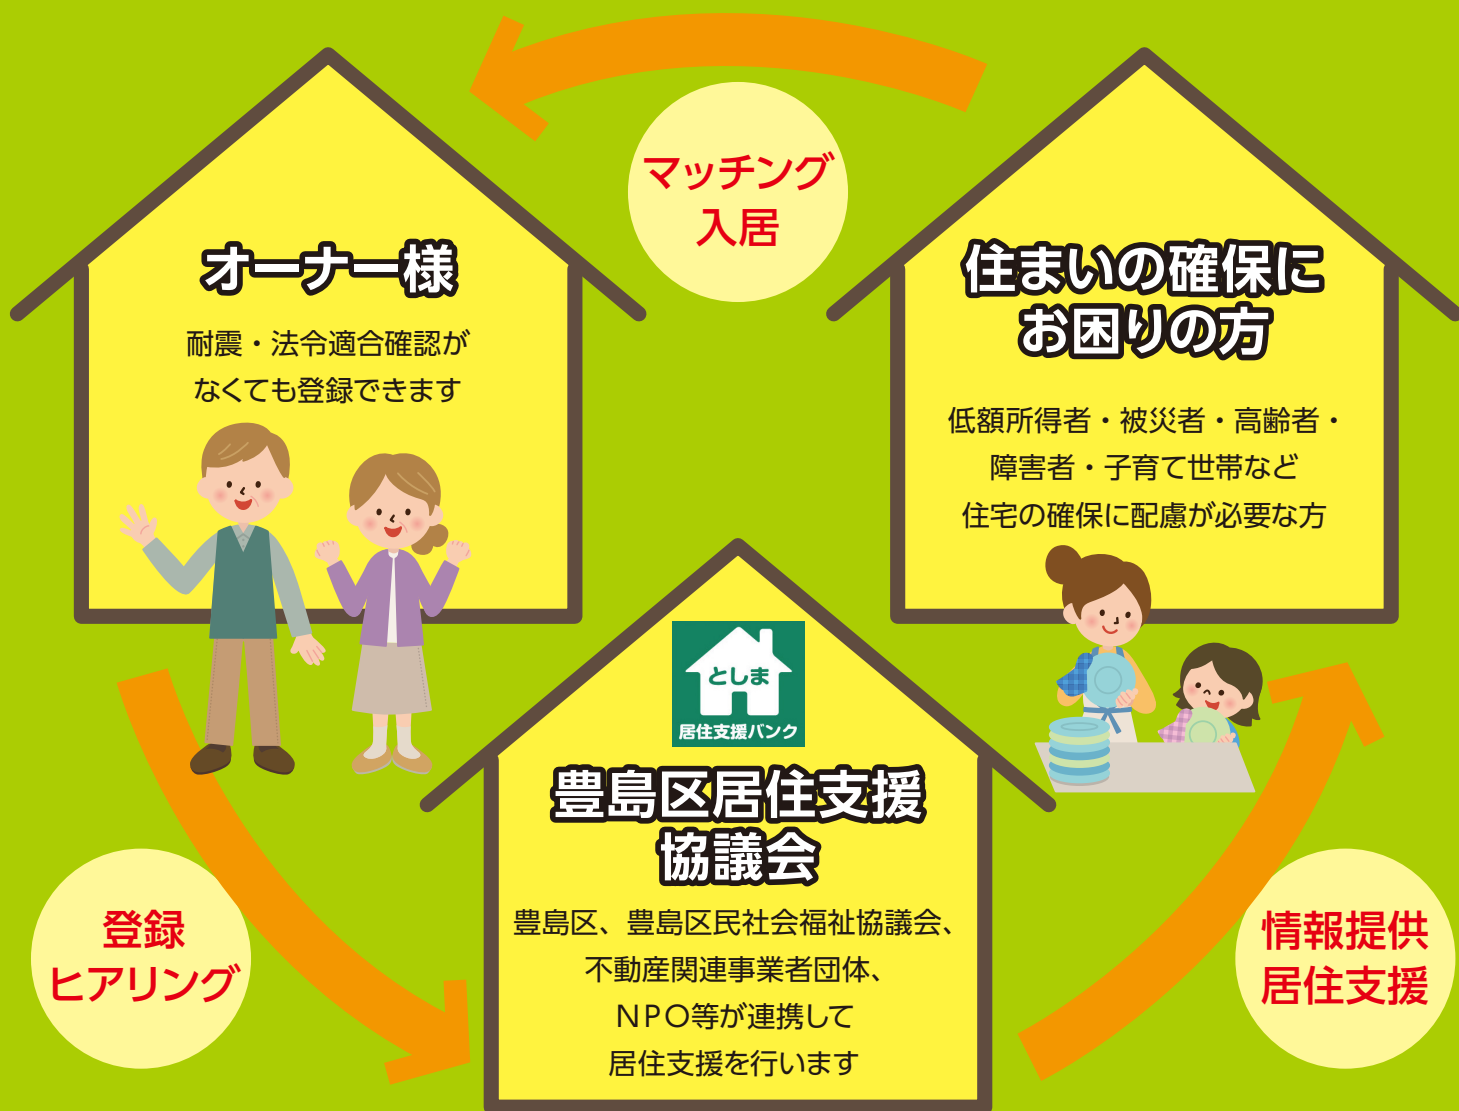 マッチング
入居
オーナー様
耐震・法令適合確認が
なくても登録できます
住まいの確保に
お困りの方
低額所得者・被災者・高齢者・
障害者・子育て世帯など
住宅の確保に配慮が必要な方
としま
居住支援バンク
豊島区居住支援
協議会
豊島区、豊島区民社会福祉協議会、
不動産関連事業者団体、
NPO等が連携して
居住支援を行います
登録
ヒアリング
情報提供
居住支援